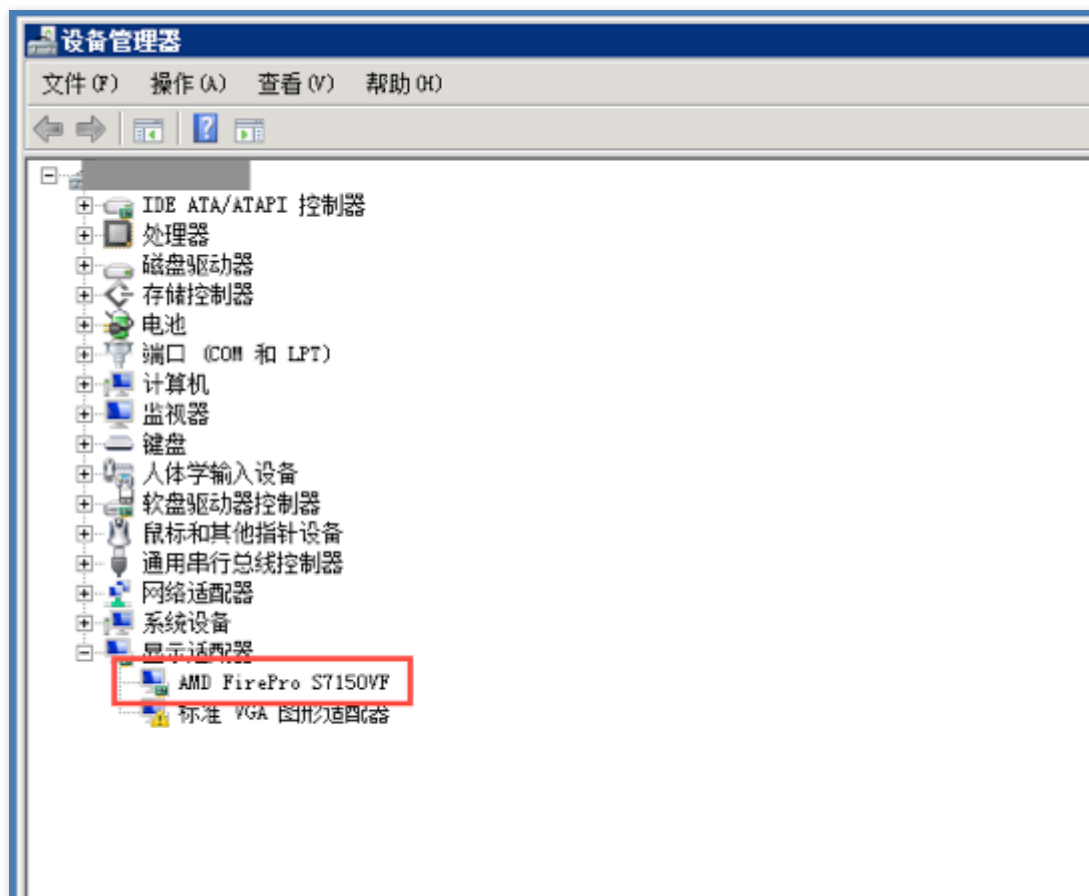 设备管理器
文件(F) 操作(A) 查看(V) 帮助(H)
IDE ATA/ATAPI 控制器
处理器
磁盘驱动器
存储控制器
电池
端口 (COM 和 LPT)
计算机
监视器
键盘
人体学输入设备
软盘驱动器控制器
鼠标和其他指针设备
通用串行总线控制器
网络适配器
系统设备
显示适配器
AMD FirePro S7150VF
标准 VGA 图形适配器